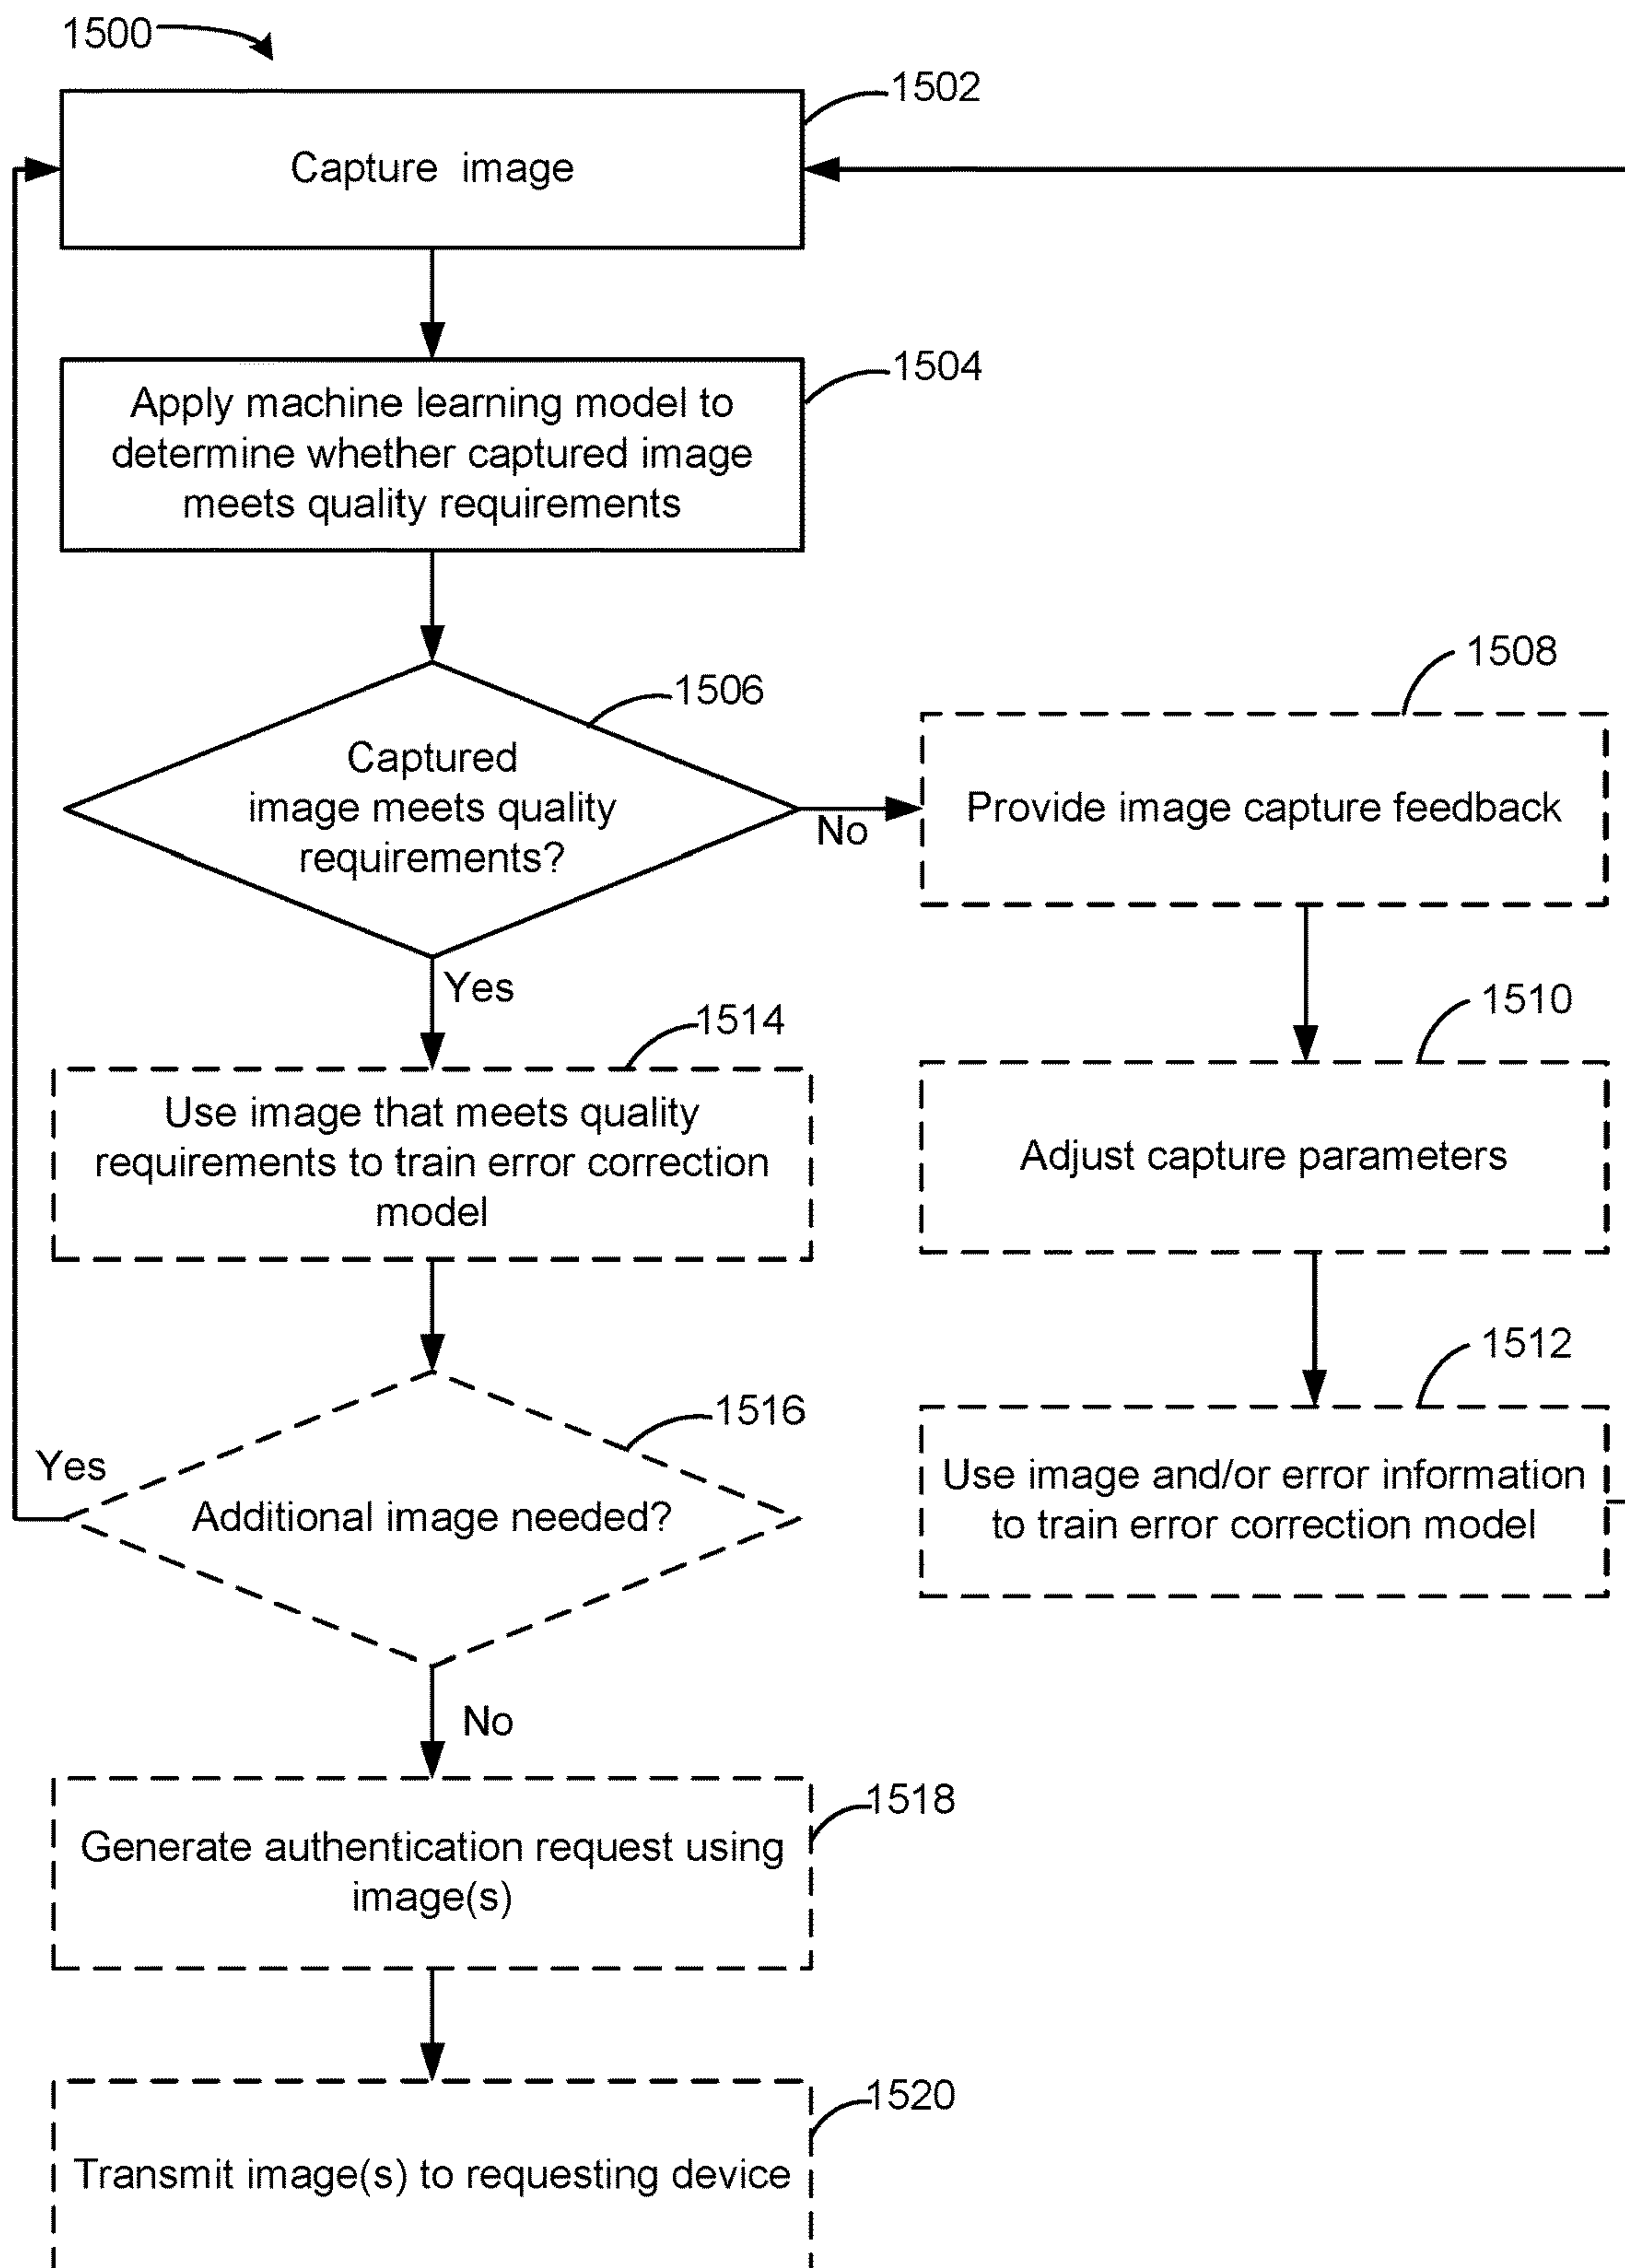 1500
1502
Capture image
1504
Apply machine learning model to
determine whether captured image
meets quality requirements
1506
Captured
image meets quality
requirements?
No
1508
Provide image capture feedback
Yes
1510
Adjust capture parameters
1514
Use image that meets quality
requirements to train error correction
model
1512
Use image and/or error information
to train error correction model
1516
Yes
Additional image needed?
No
1518
Generate authentication request using
image(s)
1520
Transmit image(s) to requesting device